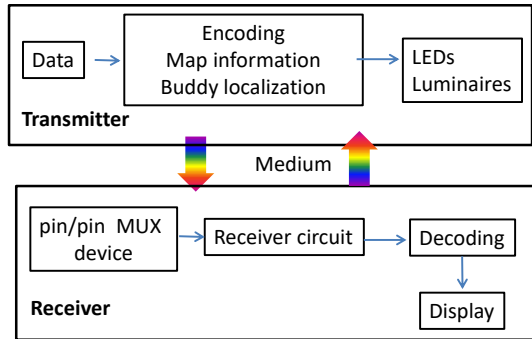 Data
Encoding
Map information
Buddy localization
LEDs
Luminaires
Transmitter
Medium
pin/pin MUX
device
Receiver circuit
Decoding
Display
Receiver